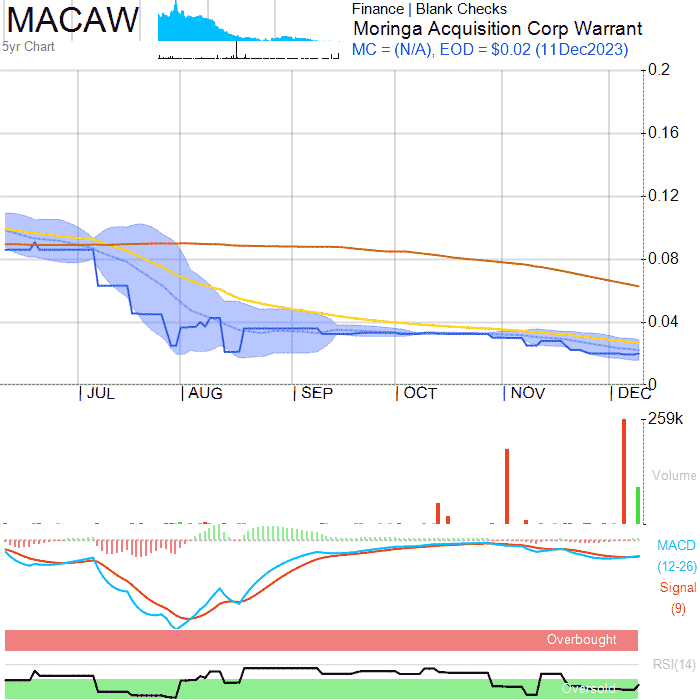 MACAW
5yr Chart
Finance | Blank Checks
Moringa Acquisition Corp Warrant
MC = (N/A), EOD = $0.02 (11Dec2023)
0.2
0.16
0.12
0.08
0.04
0
JUL
AUG
SEP
OCT
NOV
DEC
259k
Volume
MACD
(12-26)
Signal
(9)
Overbought
RSI(14)
Oversold